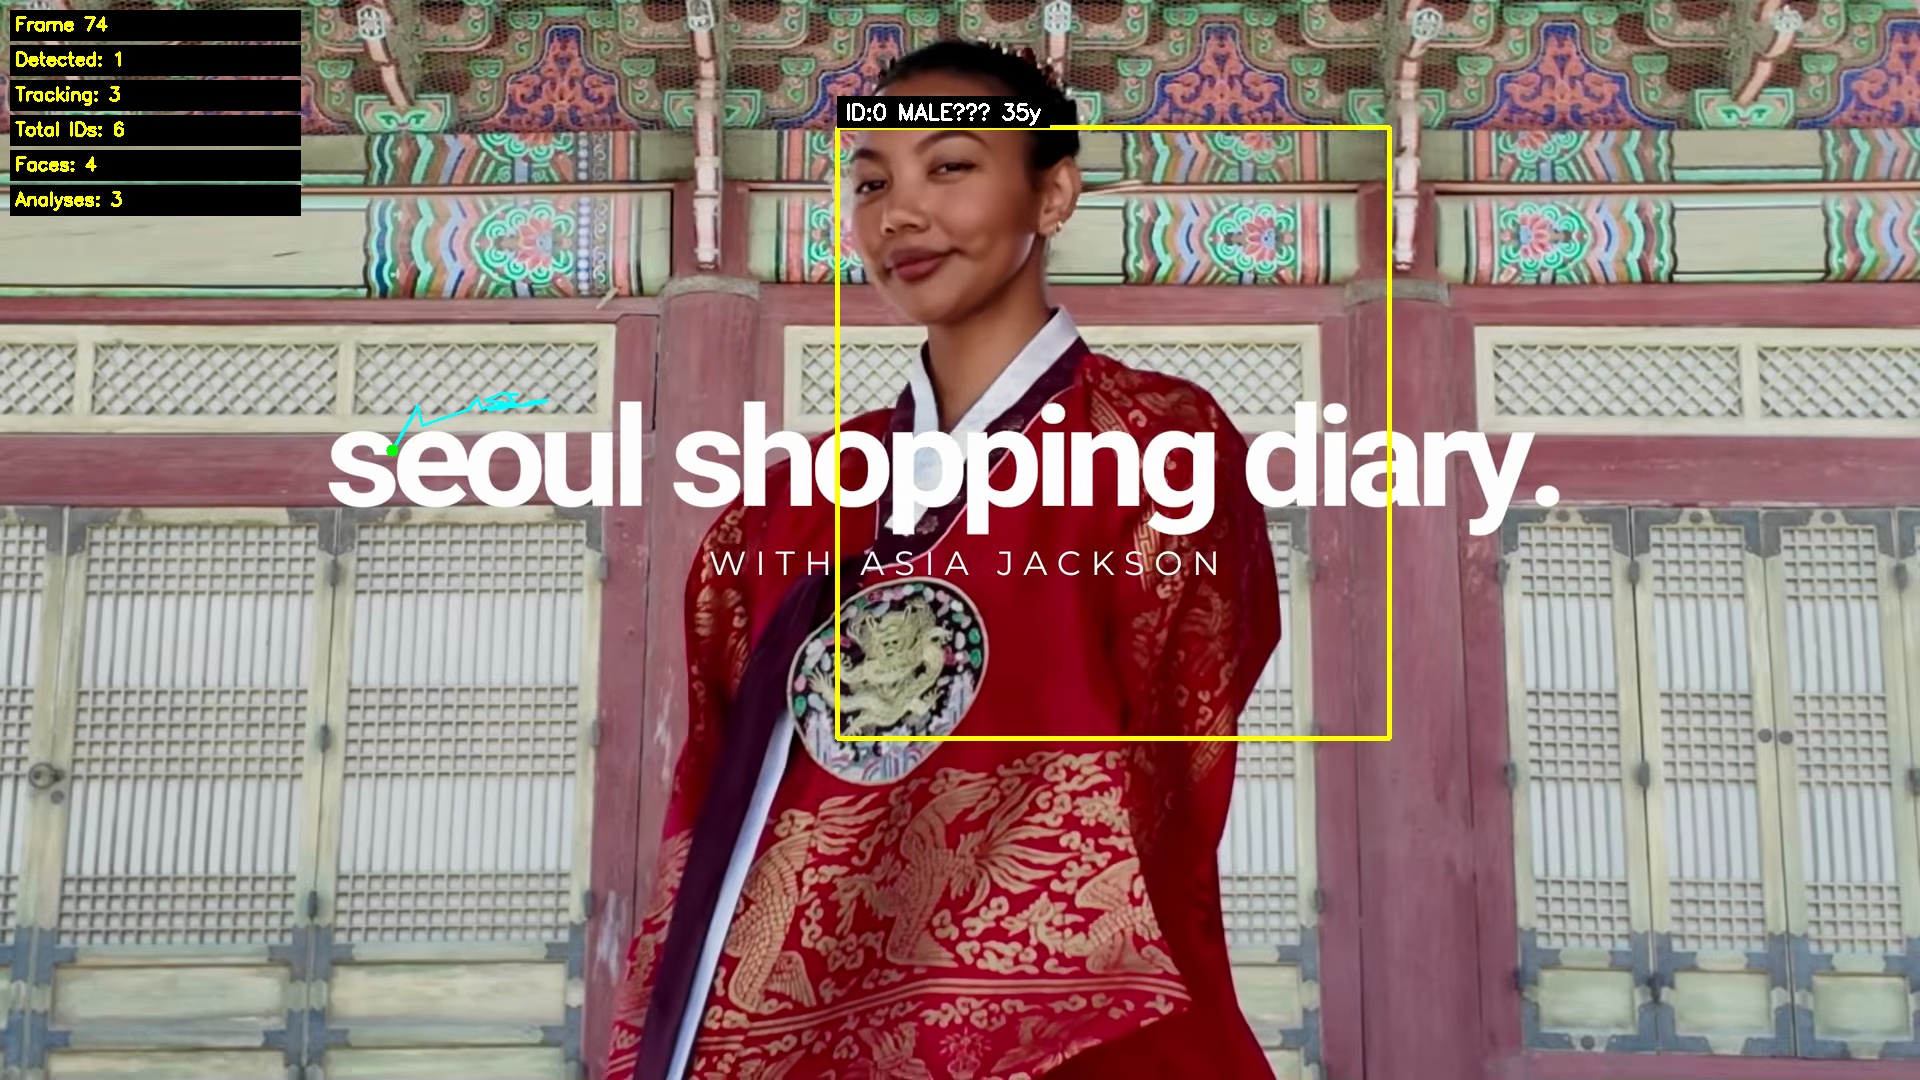 Frame 74
Detected: 1
Tracking: 3
Total IDs: 6
Faces: 4
Analyses: 3
ID:0 MALE??? 35y
seoul shopping diary.
WITH ASIA JACKSON